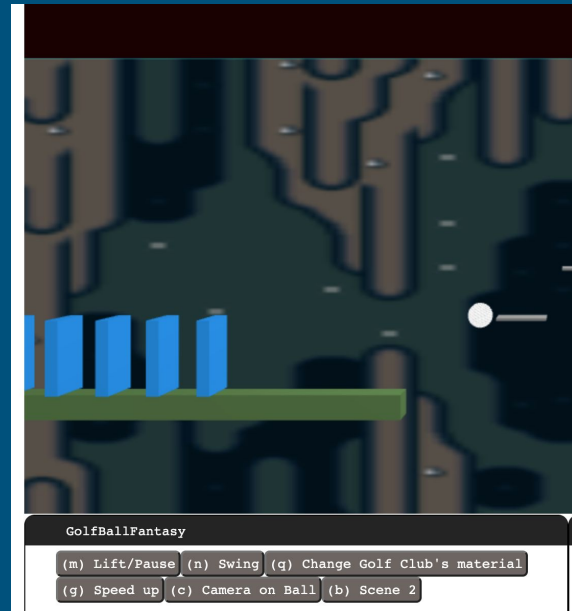 GolfBallFantasy
(m) Lift/Pause (n) Swing (q) Change Golf Club's material
(g) Speed up (c) Camera on Ball (b) Scene 2